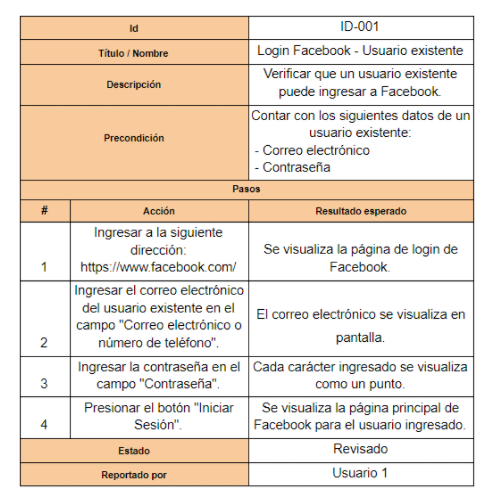 Id
ID-001
Título / Nombre
Login Facebook - Usuario existente
Descripción
Verificar que un usuario existente
puede ingresar a Facebook.
Precondición
Contar con los siguientes datos de un
usuario existente:
- Correo electrónico
- Contraseña
Pasos
#
Acción
Resultado esperado
1
Ingresar a la siguiente
dirección:
https://www.facebook.com/
Se visualiza la página de login de
Facebook.
2
Ingresar el correo electrónico
del usuario existente en el
campo "Correo electrónico o
número de teléfono".
El correo electrónico se visualiza en
pantalla.
3
Ingresar la contraseña en el
campo "Contraseña".
Cada carácter ingresado se visualiza
como un punto.
4
Presionar el botón "Iniciar
Sesión".
Se visualiza la página principal de
Facebook para el usuario ingresado.
Estado
Revisado
Reportado por
Usuario 1